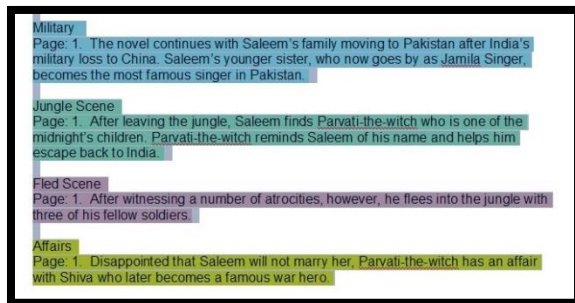 Military
Page: 1.  The novel continues with Saleem's family moving to Pakistan after India's
military loss to China. Saleem's younger sister, who now goes by as Jamila Singer,
becomes the most famous singer in Pakistan.
Jungle Scene
Page: 1.  After leaving the jungle, Saleem finds Parvati-the-witch who is one of the
midnight's children. Parvati-the-witch reminds Saleem of his name and helps him
escape back to India.
Fled Scene
Page: 1.  After witnessing a number of atrocities, however, he flees into the jungle with
three of his fellow soldiers.
Affairs
Page: 1.  Disappointed that Saleem will not marry her, Parvati-the-witch has an affair
with Shiva who later becomes a famous war hero.